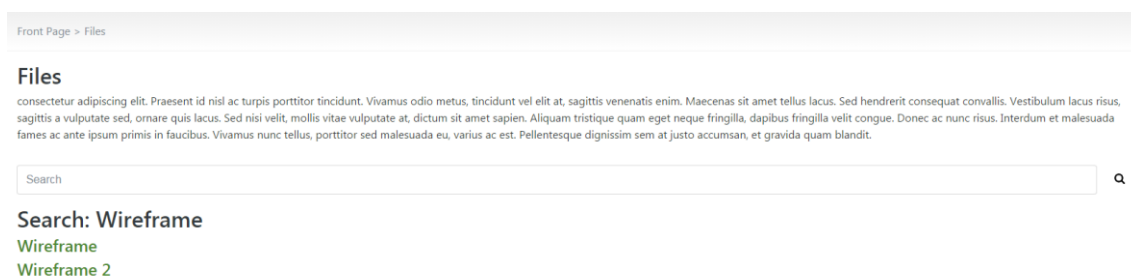 Front Page > Files
Files
consectetur adipiscing elit. Praesent id nisl ac turpis porttitor tincidunt. Vivamus odio metus, tincidunt vel elit at, sagittis venenatis enim. Maecenas sit amet tellus lacus. Sed hendrerit consequat convallis. Vestibulum lacus risus,
sagittis a vulputate sed, ornare quis lacus. Sed nisi velit, mollis vitae vulputate at, dictum sit amet sapien. Aliquam tristique quam eget neque fringilla, dapibus fringilla velit congue. Donec ac nunc risus. Interdum et malesuada
fames ac ante ipsum primis in faucibus. Vivamus nunc tellus, porttitor sed malesuada eu, varius ac est. Pellentesque dignissim sem at justo accumsan, et gravida quam blandit.
Search
Search: Wireframe
Wireframe
Wireframe 2